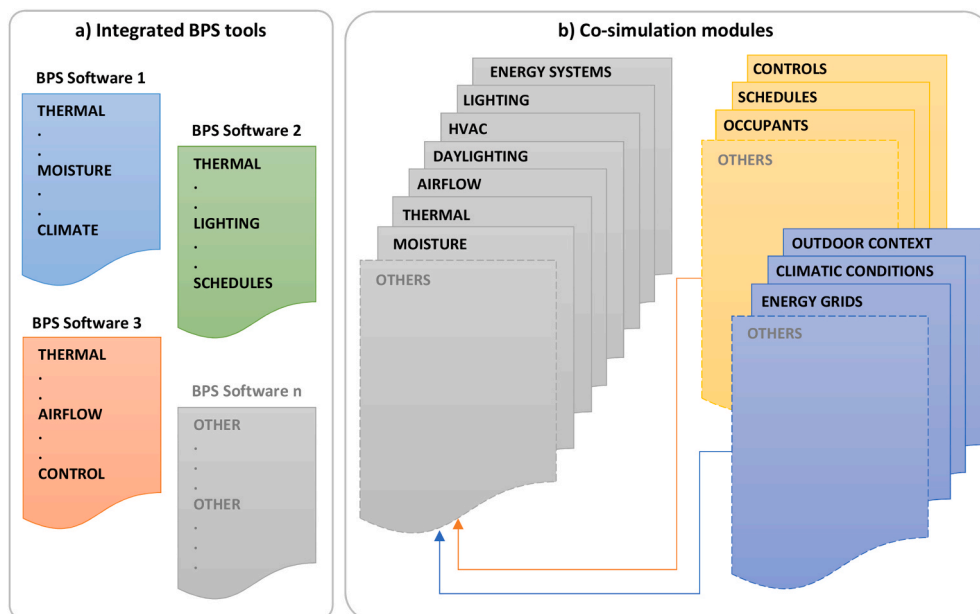 a) Integrated BPS tools
BPS Software 1
THERMAL
.
.
MOISTURE
.
.
CLIMATE
BPS Software 2
THERMAL
.
.
LIGHTING
.
.
SCHEDULES
BPS Software 3
THERMAL
.
.
AIRFLOW
.
.
CONTROL
BPS Software n
OTHER
.
.
.
OTHER
.
.
.
.
b) Co-simulation modules
ENERGY SYSTEMS
LIGHTING
HVAC
DAYLIGHTING
AIRFLOW
THERMAL
MOISTURE
OTHERS
CONTROLS
SCHEDULES
OCCUPANTS
OTHERS
OUTDOOR CONTEXT
CLIMATIC CONDITIONS
ENERGY GRIDS
OTHERS